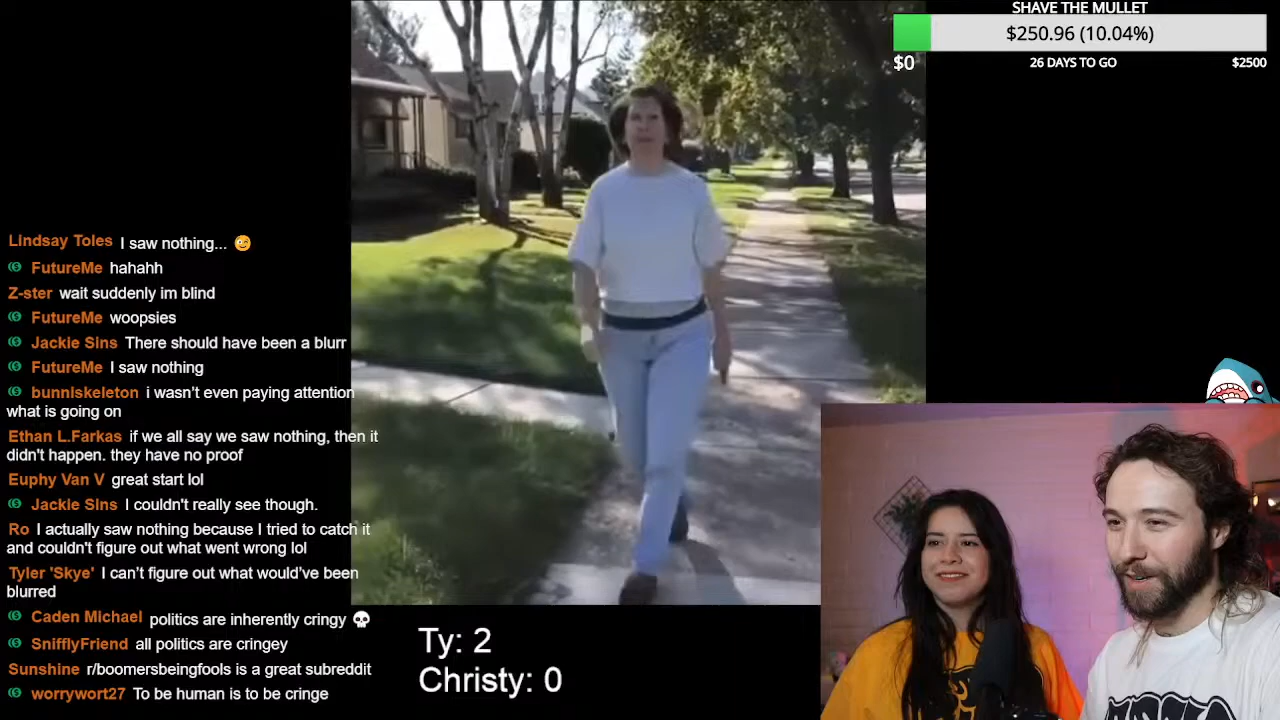 SHAVE THE MULLET
$250.96 (10.04%)
$0
26 DAYS TO GO
$2500
Lindsay Toles I saw nothing... 😉
FutureMe hahahh
Z-ster wait suddenly im blind
FutureMe woopsies
Jackie Sins There should have been a blurr
FutureMe I saw nothing
bunniskeleton i wasn't even paying attention
what is going on
Ethan L.Farkas if we all say we saw nothing, then it
didn't happen. they have no proof
Euphy Van V great start lol
Jackie Sins I couldn't really see though.
Ro I actually saw nothing because I tried to catch it
and couldn't figure out what went wrong lol
Tyler 'Skye' I can't figure out what would've been
blurred
Caden Michael politics are inherently cringy 💀
SnifflyFriend all politics are cringey
Sunshine r/boomersbeingfools is a great subreddit
worrywort27 To be human is to be cringe
Ty: 2
Christy: 0